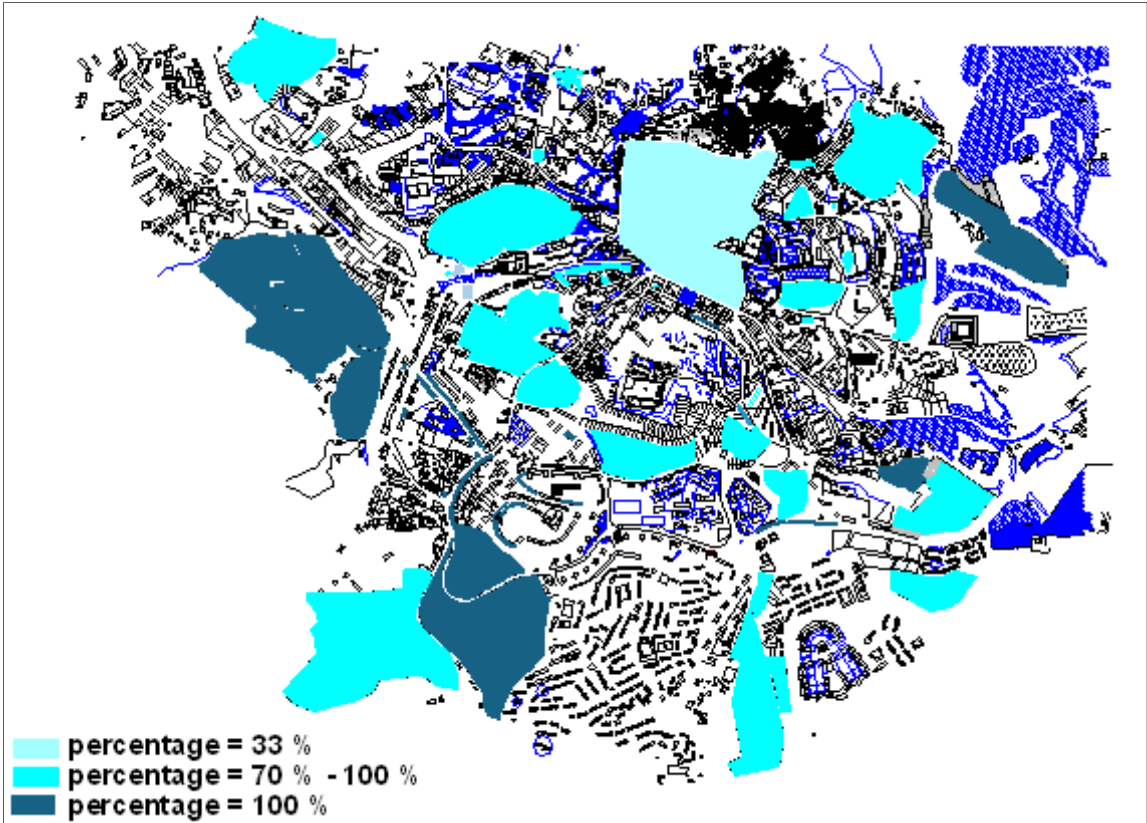 percentage = 33 %
percentage = 70 % - 100 %
percentage = 100 %